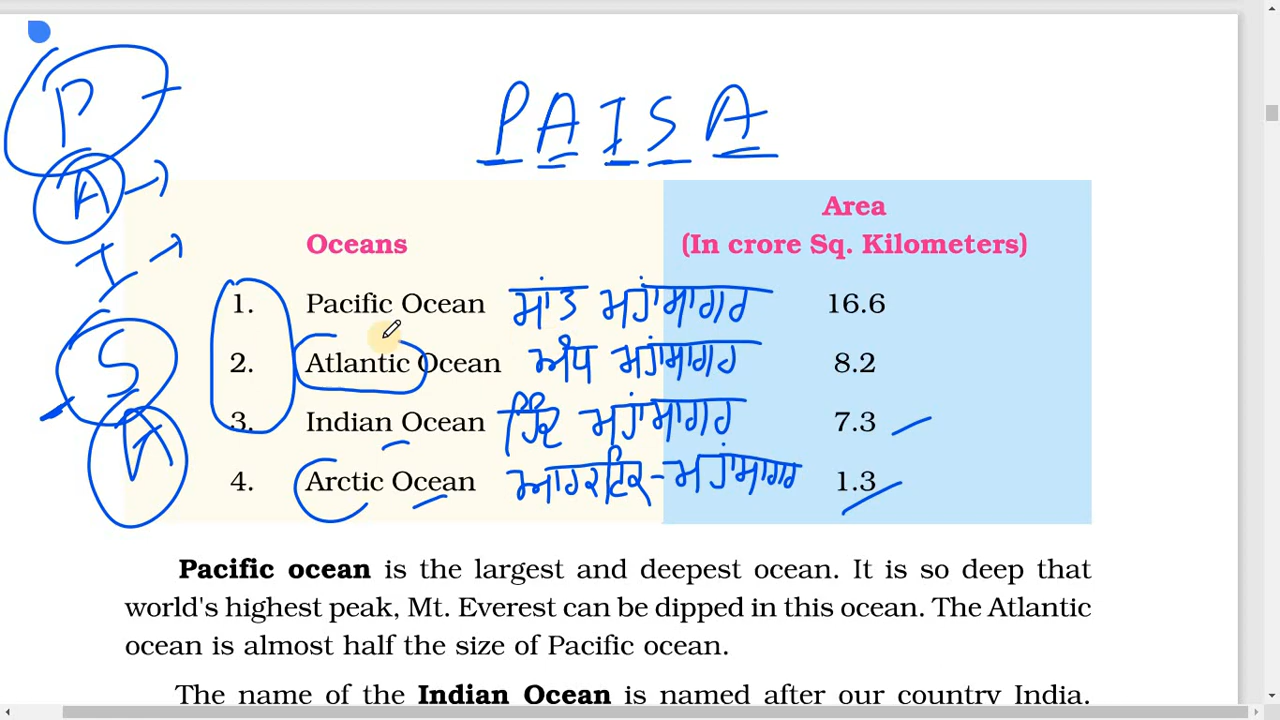 PAISA
P
A
I
S
A
Oceans
Area
(In crore Sq. Kilometers)
1. Pacific Ocean ਸ਼ਾਂਤ ਮਹਾਂਸਾਗਰ 16.6
2. Atlantic Ocean ਅੰਧ ਮਹਾਂਸਾਗਰ 8.2
3. Indian Ocean ਹਿੰਦ ਮਹਾਂਸਾਗਰ 7.3
4. Arctic Ocean ਆਰਕਟਿਕ-ਮਹਾਂਸਾਗਰ 1.3
Pacific ocean is the largest and deepest ocean. It is so deep that
world's highest peak, Mt. Everest can be dipped in this ocean. The Atlantic
ocean is almost half the size of Pacific ocean.
The name of the Indian Ocean is named after our country India.